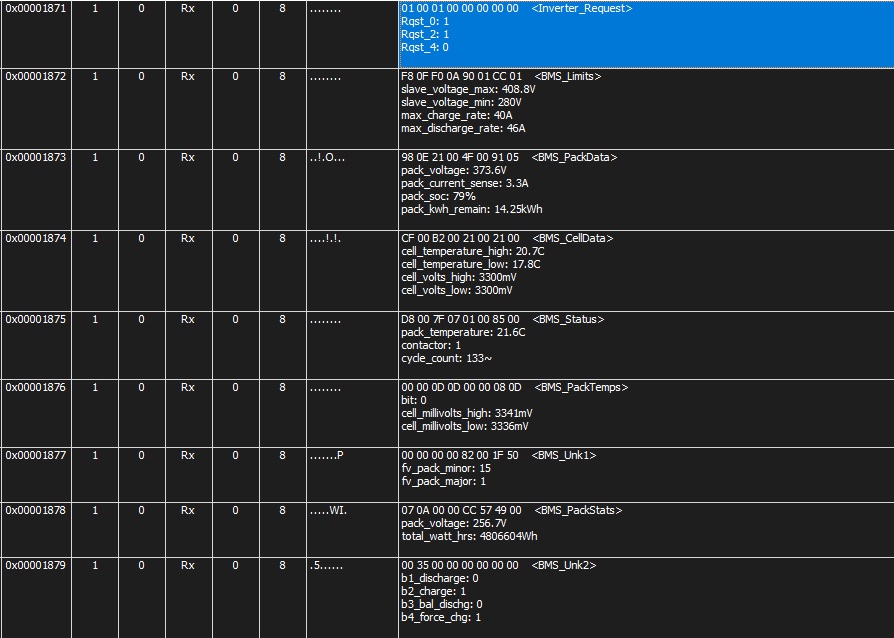 0x00001871 1 0 Rx 0 8 ........ 01 00 01 00 00 00 00 00 <Inverter_Request>
Rqst_0: 1
Rqst_2: 1
Rqst_4: 0
0x00001872 1 0 Rx 0 8 ........ F8 0F F0 0A 90 01 CC 01 <BMS_Limits>
slave_voltage_max: 408.8V
slave_voltage_min: 280V
max_charge_rate: 40A
max_discharge_rate: 46A
0x00001873 1 0 Rx 0 8 ..!.O... 98 0E 21 00 4F 00 91 05 <BMS_PackData>
pack_voltage: 373.6V
pack_current_sense: 3.3A
pack_soc: 79%
pack_kwh_remain: 14.25kWh
0x00001874 1 0 Rx 0 8 ....!.!. CF 00 B2 00 21 00 21 00 <BMS_CellData>
cell_temperature_high: 20.7C
cell_temperature_low: 17.8C
cell_volts_high: 3300mV
cell_volts_low: 3300mV
0x00001875 1 0 Rx 0 8 ........ D8 00 7F 07 01 00 85 00 <BMS_Status>
pack_temperature: 21.6C
contactor: 1
cycle_count: 133~
0x00001876 1 0 Rx 0 8 ........ 00 00 0D 0D 00 00 08 0D <BMS_PackTemps>
bit: 0
cell_millivolts_high: 3341mV
cell_millivolts_low: 3336mV
0x00001877 1 0 Rx 0 8 .......P 00 00 00 00 82 00 1F 50 <BMS_Unk1>
fv_pack_minor: 15
fv_pack_major: 1
0x00001878 1 0 Rx 0 8 .....WI. 07 0A 00 00 CC 57 49 00 <BMS_PackStats>
pack_voltage: 256.7V
total_watt_hrs: 4806604Wh
0x00001879 1 0 Rx 0 8 .5...... 00 35 00 00 00 00 00 00 <BMS_Unk2>
b1_discharge: 0
b2_charge: 1
b3_bal_dischg: 0
b4_force_chg: 1